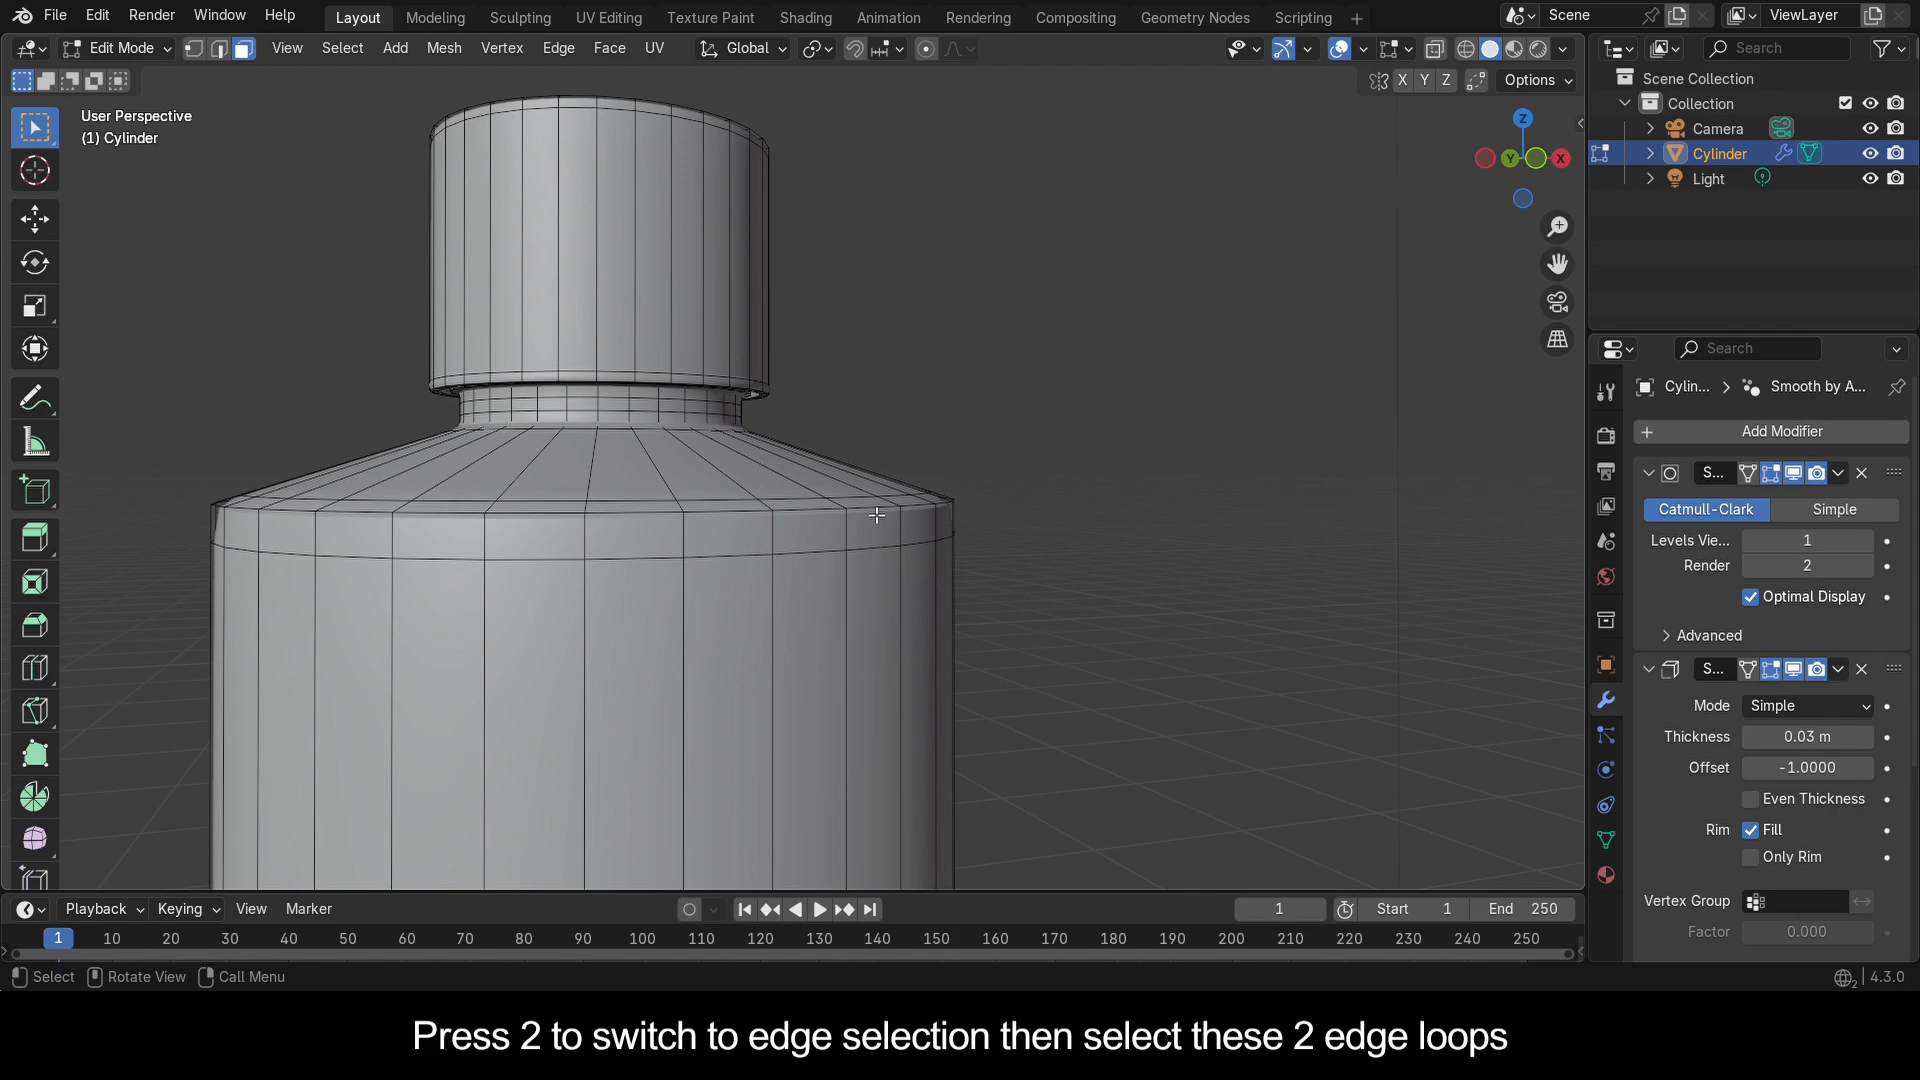 File Edit Render Window Help Layout Modeling Sculpting UV Editing Texture Paint Shading Animation Rendering Compositing Geometry Nodes Scripting + Scene ViewLayer
Edit Mode View Select Add Mesh Vertex Edge Face UV Global Search
X Y Z Options
Scene Collection
Collection
Camera
Cylinder
Light
User Perspective
(1) Cylinder
Z
Y X
Search
Cylin... Smooth by A...
Add Modifier
S...
Catmull-Clark Simple
Levels Vie... 1
Render 2
Optimal Display
Advanced
S...
Mode Simple
Thickness 0.03 m
Offset -1.0000
Even Thickness
Rim Fill
Only Rim
Vertex Group
Factor 0.000
Playback Keying View Marker 1 Start 1 End 250
1 10 20 30 40 50 60 70 80 90 100 110 120 130 140 150 160 170 180 190 200 210 220 230 240 250
Select Rotate View Call Menu 2 4.3.0
Press 2 to switch to edge selection then select these 2 edge loops